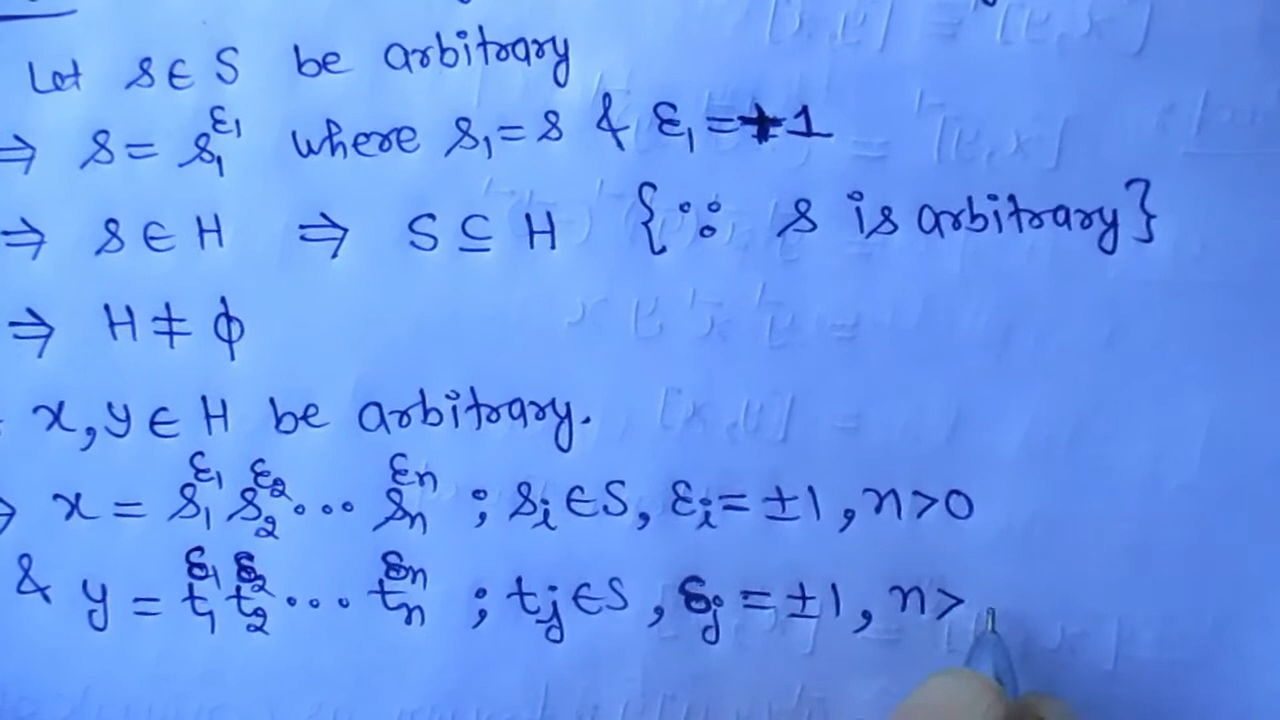 Let s ∈ S be arbitrary
⇒ s = s₁^ε₁ where s₁ = s & ε₁ = +1
⇒ s ∈ H ⇒ S ⊆ H {∵ s is arbitrary}
⇒ H ≠ φ
x, y ∈ H be arbitrary.
⇒ x = s₁^ε₁ s₂^ε₂ ... sₙ^εₙ ; sᵢ ∈ S, εᵢ = ±1, n > 0
& y = t₁^δ₁ t₂^δ₂ ... tₙ^δₙ ; tⱼ ∈ S, δⱼ = ±1, n >